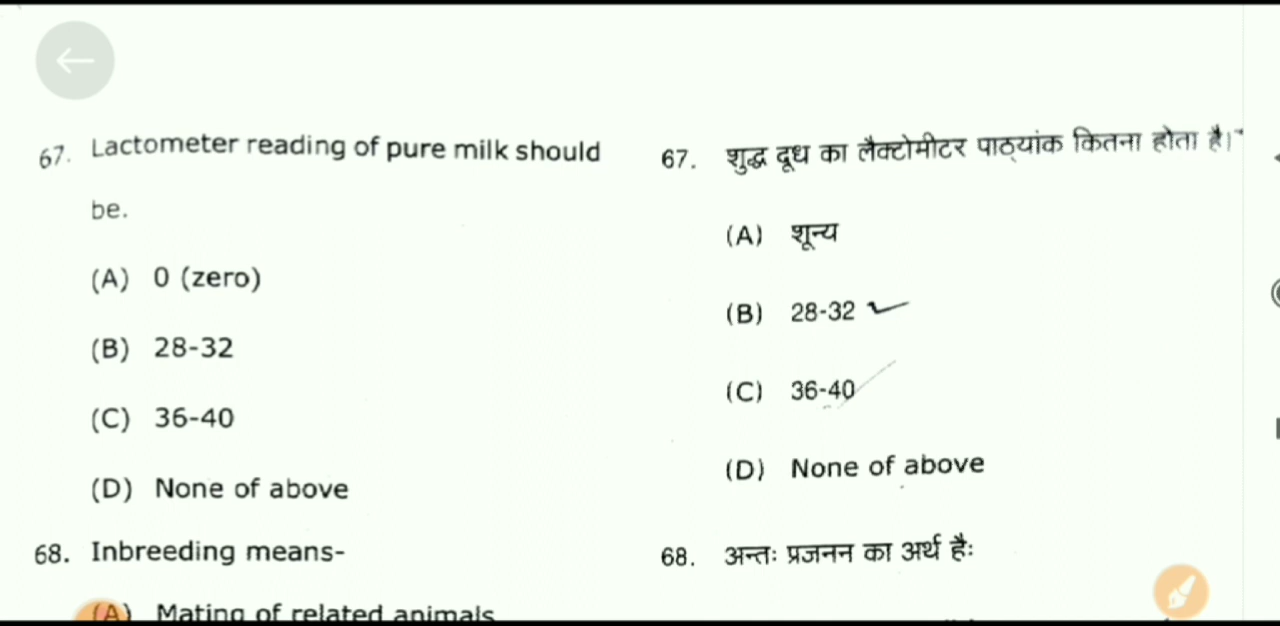 67. Lactometer reading of pure milk should
be.
(A) 0 (zero)
(B) 28-32
(C) 36-40
(D) None of above
68. Inbreeding means-
(A) Mating of related animals
67. शुद्ध दूध का लैक्टोमीटर पाठ्यांक कितना होता है।
(A) शून्य
(B) 28-32
(C) 36-40
(D) None of above
68. अन्तः प्रजनन का अर्थ हैः